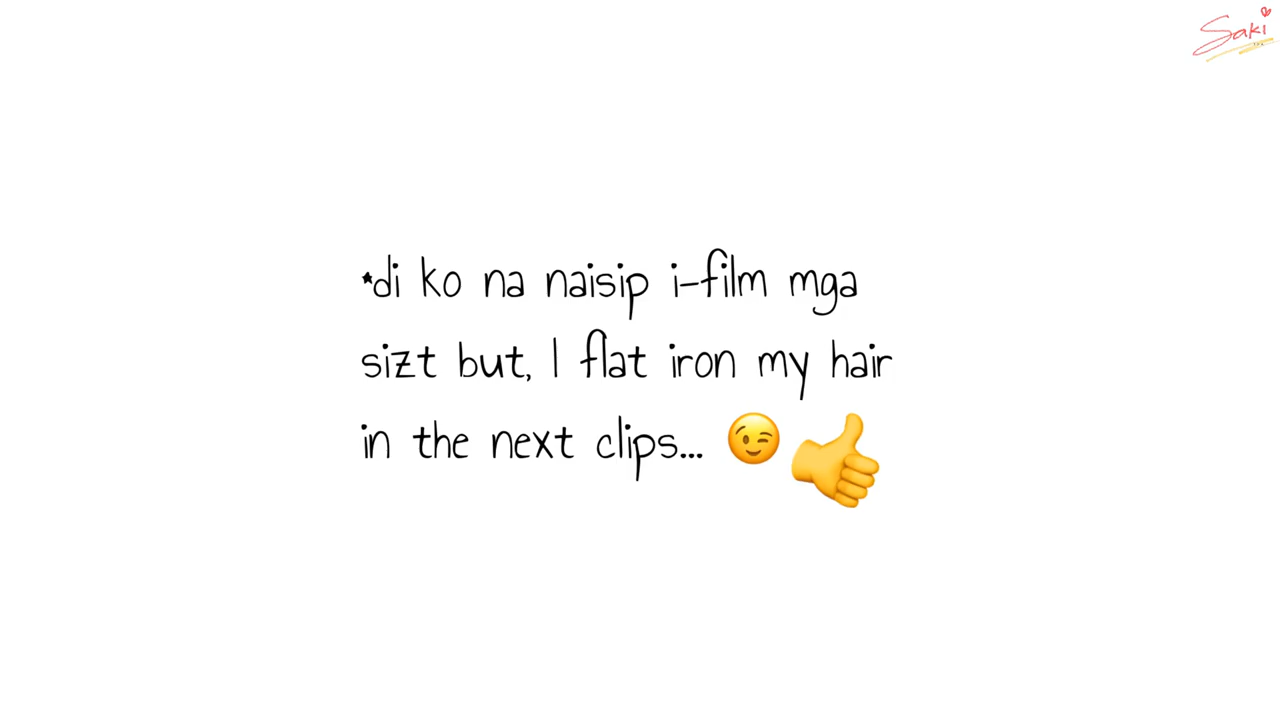 Saki
*di ko na naisip i-film mga
sizt but, I flat iron my hair
in the next clips... 😉👍